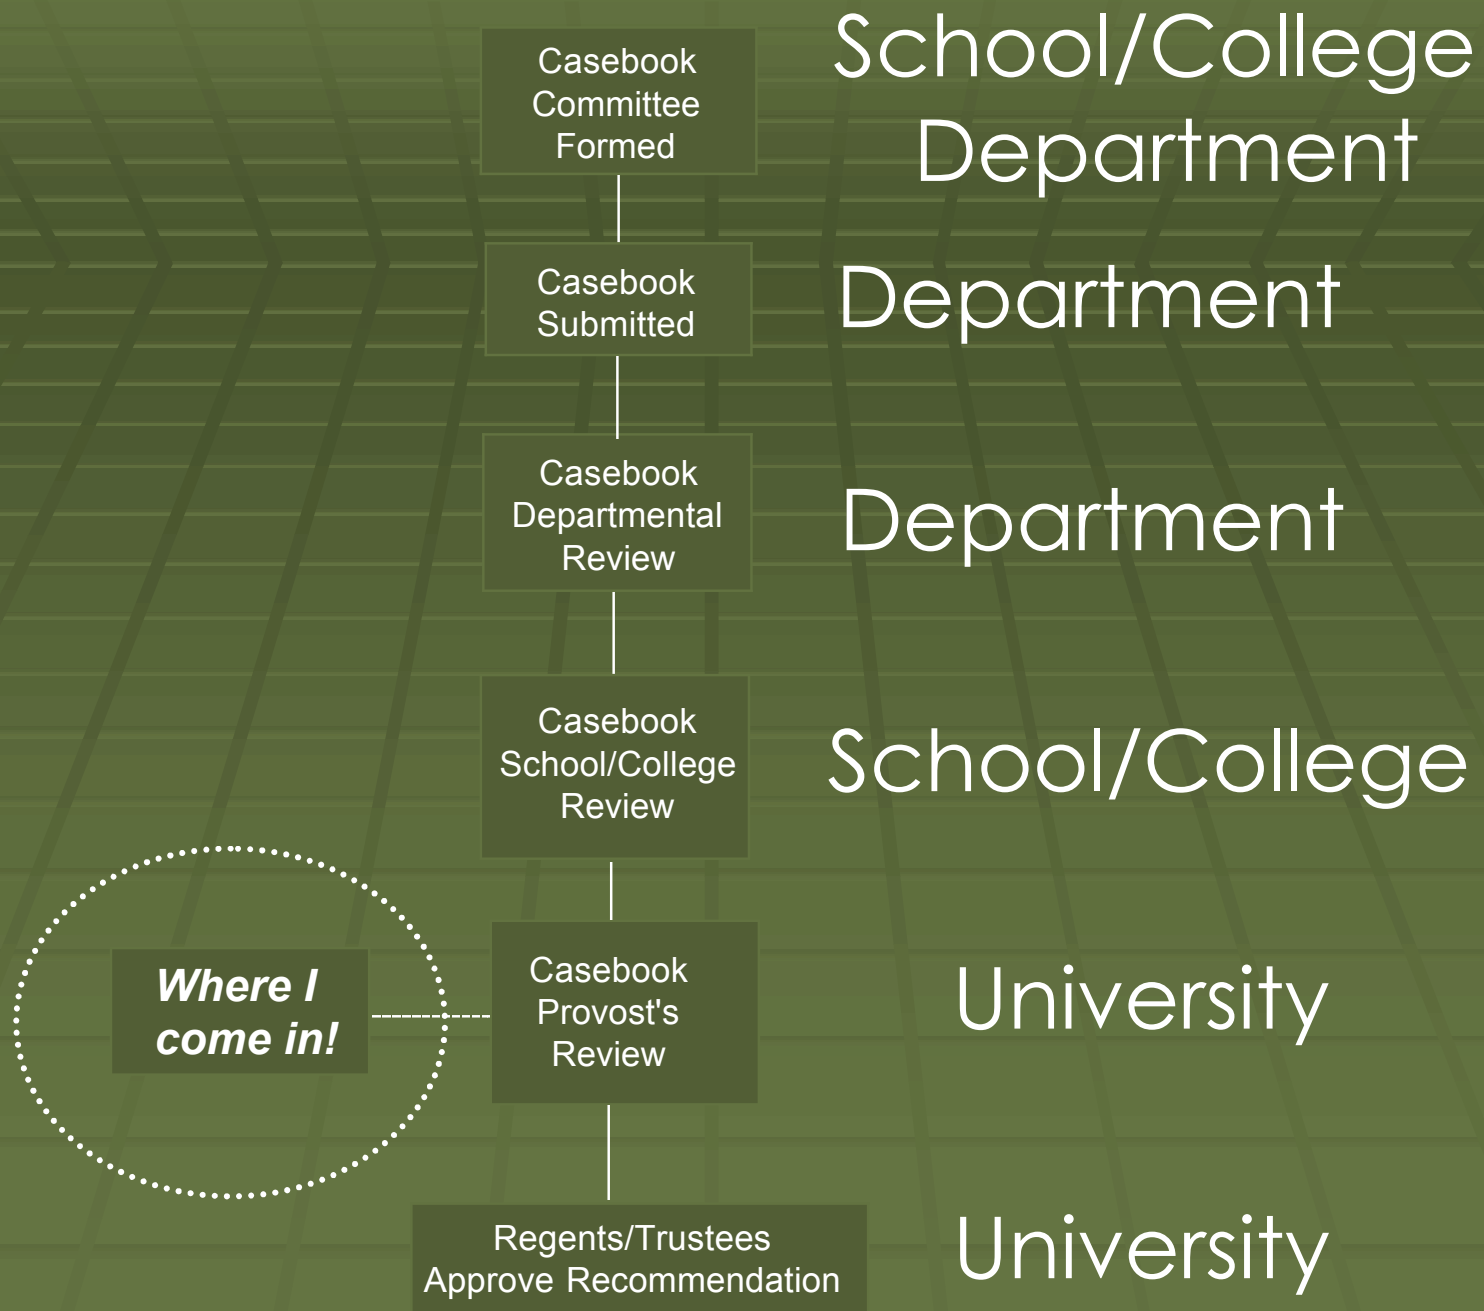 Casebook
Committee
Formed
School/College
Department
Casebook
Submitted
Department
Casebook
Departmental
Review
Department
Casebook
School/College
Review
School/College
Where I
come in!
Casebook
Provost's
Review
University
Regents/Trustees
Approve Recommendation
University